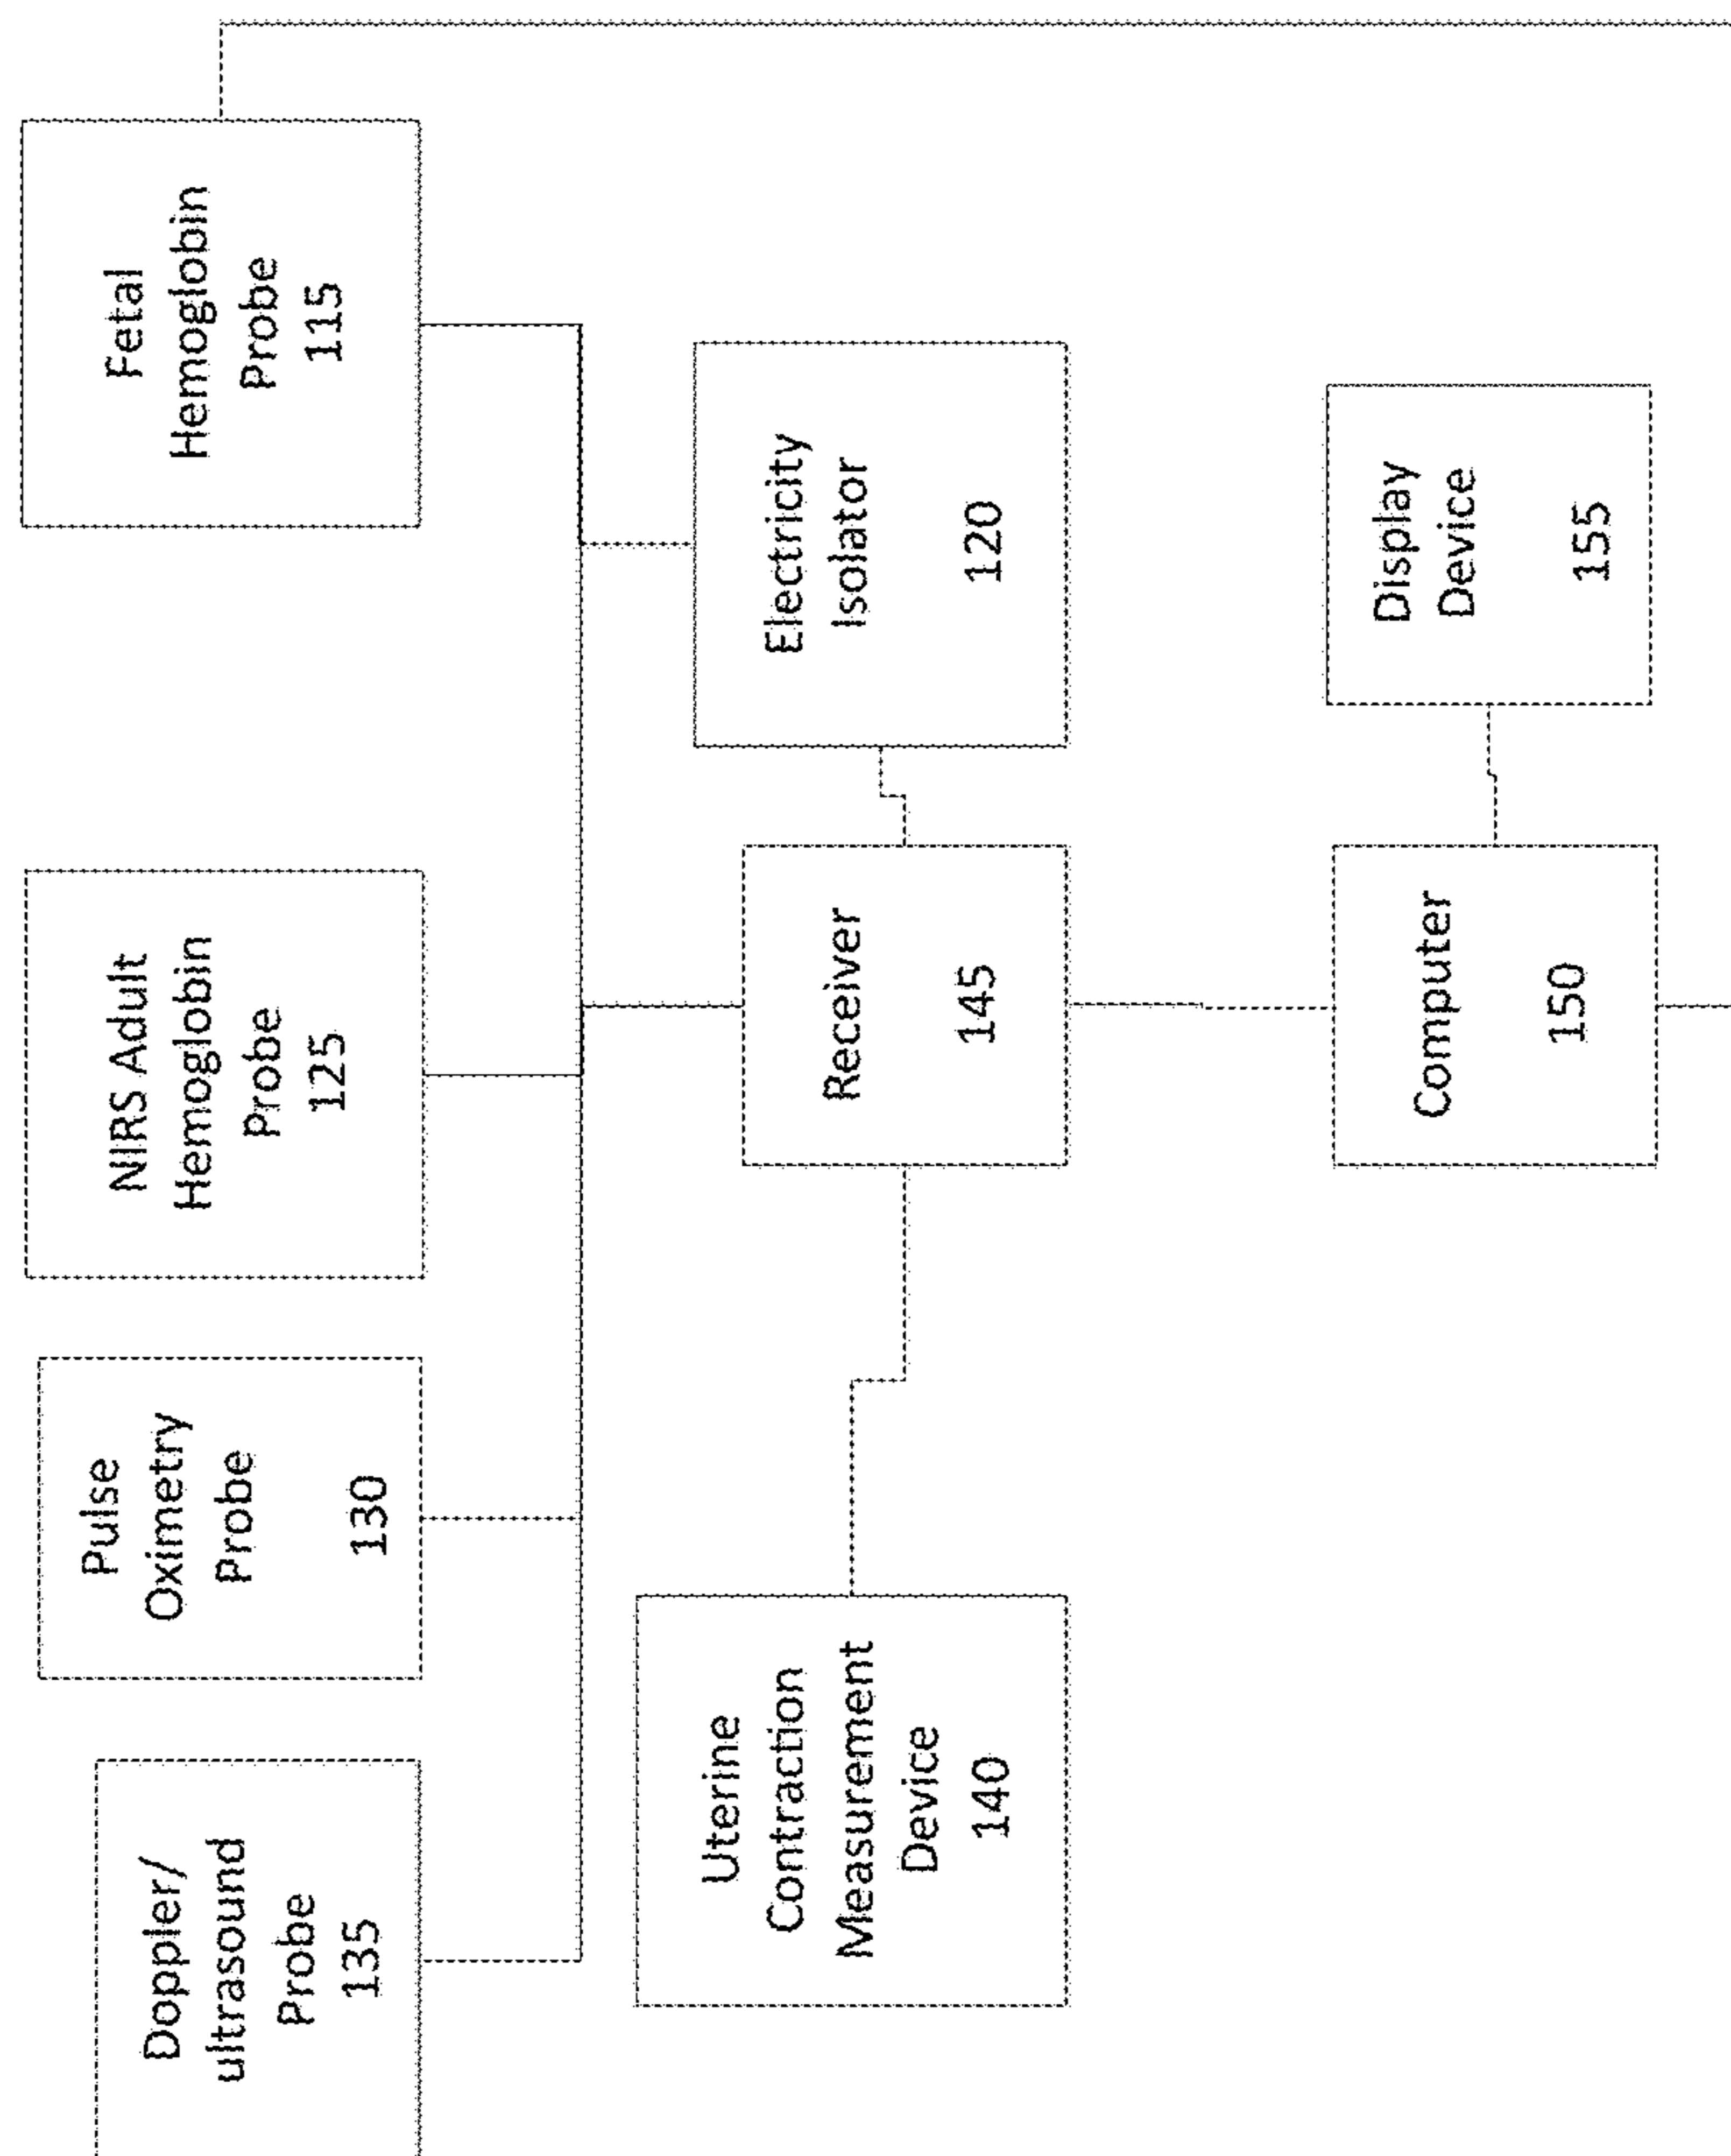 Doppler/
ultrasound
Probe
135
Pulse
Oximetry
Probe
130
NIRS Adult
Hemoglobin
Probe
125
Fetal
Hemoglobin
Probe
115
Uterine
Contraction
Measurement
Device
140
Receiver
145
Electricity
Isolator
120
Computer
150
Display
Device
155